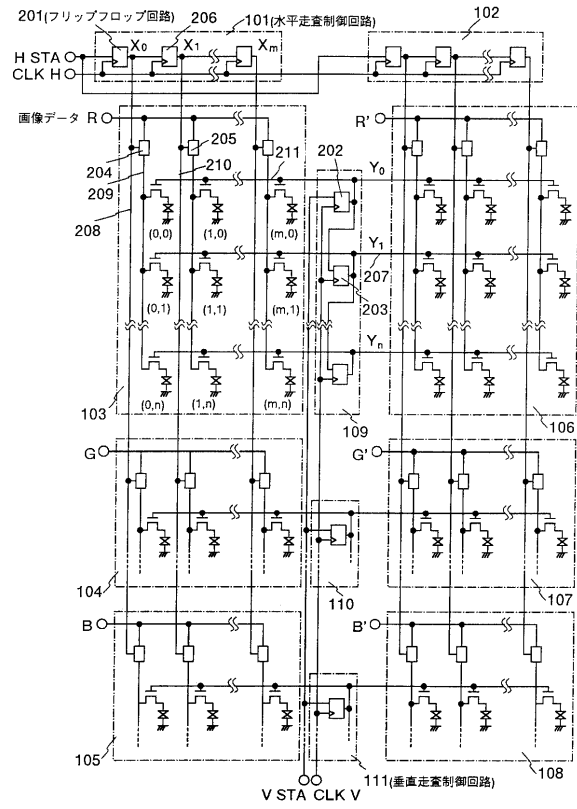 201(フリップフロップ回路) 206 101(水平走査制御回路) 102
H STA X0 X1 Xm
CLK H
画像データ R R'
205
204 210 211 202 Y0
209
208 (0,0) (1,0) (m,0)
Y1
207
203
(0,1) (1,1) (m,1)
Yn
103 (0,n) (1,n) (m,n) 109 106
G G'
104 110 107
B B'
105 111(垂直走査制御回路) 108
V STA CLK V